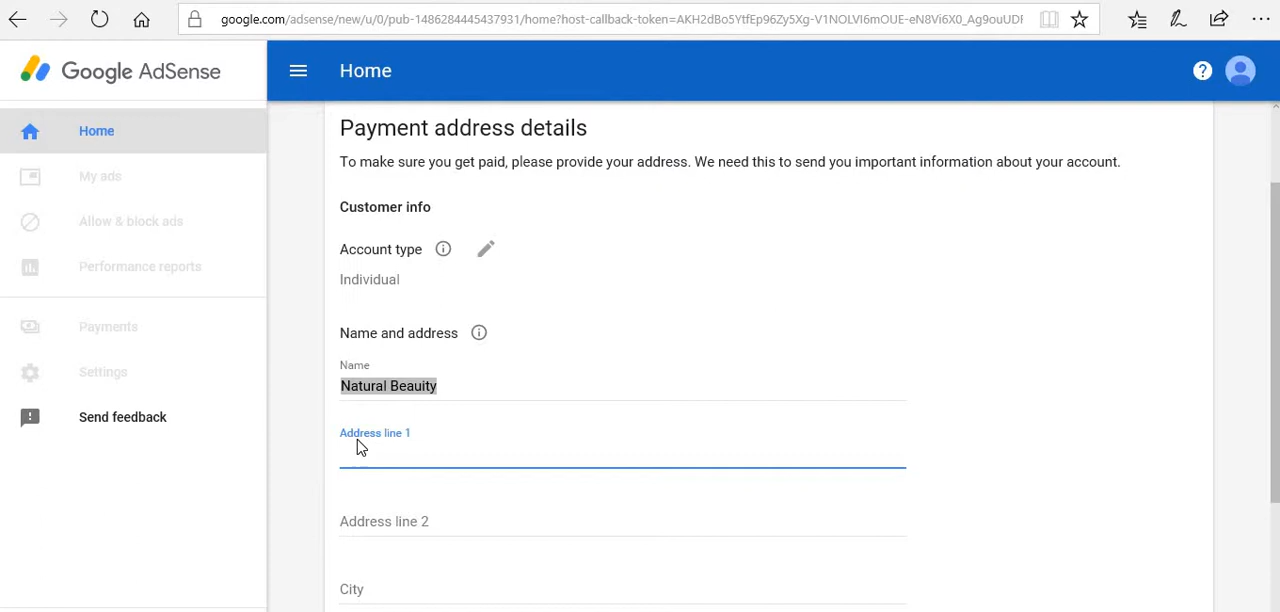 google.com/adsense/new/u/0/pub-1486284445437931/home?host-callback-token=AKH2dBo5YtfEp96Zy5Xg-V1NOLVl6mOUE-eN8Vi6X0_Ag9ouUDF
Google AdSense
Home
?
Home
My ads
Allow & block ads
Performance reports
Payments
Settings
Send feedback
Payment address details
To make sure you get paid, please provide your address. We need this to send you important information about your account.
Customer info
Account type
Individual
Name and address
Name
Natural Beauity
Address line 1
Address line 2
City